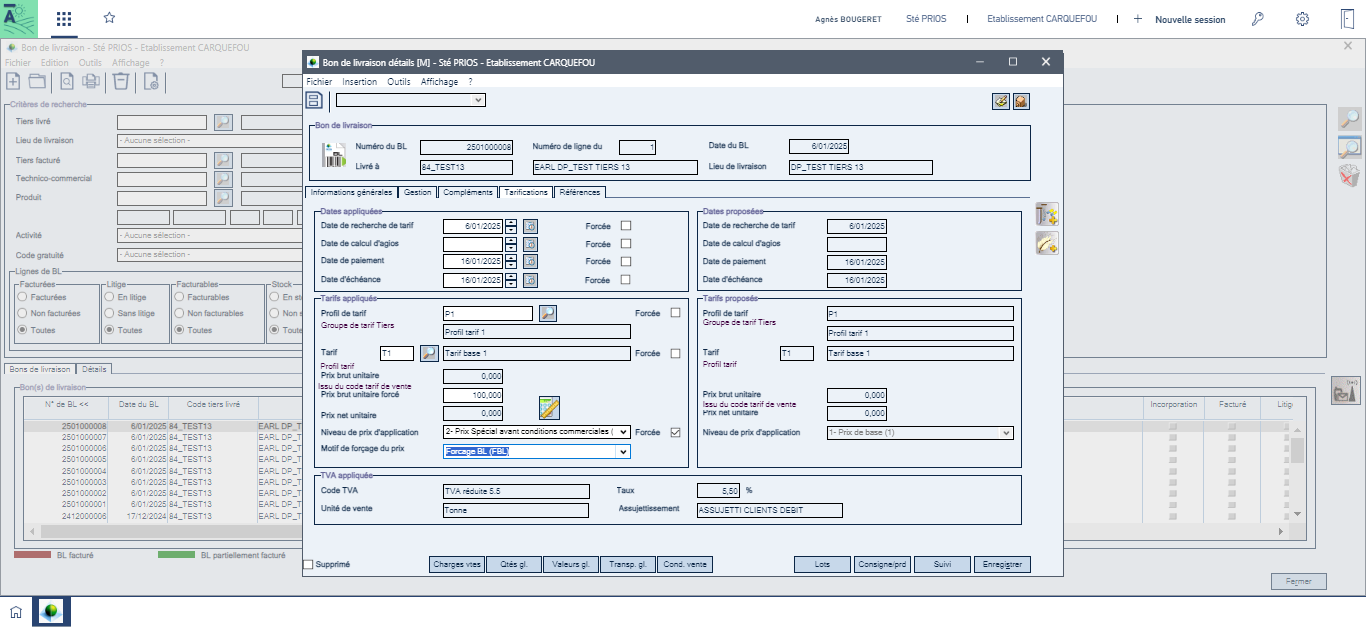 Agnès BOUGERET Sté PRIOS | Etablissement CARQUEFOU | + Nouvelle session
Bon de livraison - Sté PRIOS - Etablissement CARQUEFOU
Fichier Edition Outils Affichage ?
Critères de recherche
Tiers livré
Lieu de livraison - Aucune sélection -
Tiers facturé
Technico-commercial
Produit
Activité - Aucune sélection -
Code gratuité - Aucune sélection -
Lignes de BL
Facturées Litige Facturables Stock
Facturées En litige Facturables En st
Non facturées Sans litige Non facturables Non s
Toutes Toutes Toutes Toute
Bons de livraison Détails
Bon(s) de livraison
N° de BL << Date du BL Code tiers livré Incorporation Facturé Litig
2501000008 6/01/2025 84_TEST13 EARL DP_T
2501000007 6/01/2025 84_TEST13 EARL DP_T
2501000006 6/01/2025 84_TEST13 EARL DP_T
2501000005 6/01/2025 84_TEST13 EARL DP_T
2501000004 6/01/2025 84_TEST13 EARL DP_T
2501000003 6/01/2025 84_TEST13 EARL DP_T
2501000002 6/01/2025 84_TEST13 EARL DP_T
2501000001 6/01/2025 84_TEST13 EARL DP_T
2412000006 17/12/2024 84_TEST13 EARL DP_T
BL facturé BL partiellement facturé
Fermer
Bon de livraison détails [M] - Sté PRIOS - Etablissement CARQUEFOU
Fichier Insertion Outils Affichage ?
Bon de livraison
Numéro du BL 2501000008 Numéro de ligne du 1 Date du BL 6/01/2025
Livré à 84_TEST13 EARL DP_TEST TIERS 13 Lieu de livraison DP_TEST TIERS 13
Informations générales Gestion Compléments Tarifications Références
Dates appliquées
Date de recherche de tarif 6/01/2025 Forcée
Date de calcul d'agios Forcée
Date de paiement 16/01/2025 Forcée
Date d'échéance 16/01/2025 Forcée
Dates proposées
Date de recherche de tarif 6/01/2025
Date de calcul d'agios
Date de paiement 16/01/2025
Date d'échéance 16/01/2025
Tarifs appliqués
Profil de tarif P1 Forcée
Groupe de tarif Tiers
Profil tarif 1
Tarif T1 Tarif base 1 Forcée
Profil tarif
Prix brut unitaire 0,000
Issu du code tarif de vente
Prix brut unitaire forcé 100,000
Prix net unitaire 0,000
Niveau de prix d'application 2- Prix Spécial avant conditions commerciales ( Forcée
Motif de forçage du prix Forcage BL (FBL)
Tarifs proposés
Profil de tarif P1
Groupe de tarif Tiers
Profil tarif 1
Tarif T1 Tarif base 1
Profil tarif
Prix brut unitaire 0,000
Issu du code tarif de vente
Prix net unitaire 0,000
Niveau de prix d'application 1- Prix de base (1)
TVA appliquée
Code TVA TVA réduite 5.5 Taux 5,50 %
Unité de vente Tonne Assujettissement ASSUJETTI CLIENTS DEBIT
Supprimé Charges vtes Qtés gl. Valeurs gl. Transp. gl. Cond. vente Lots Consigne/prd Suivi Enregistrer